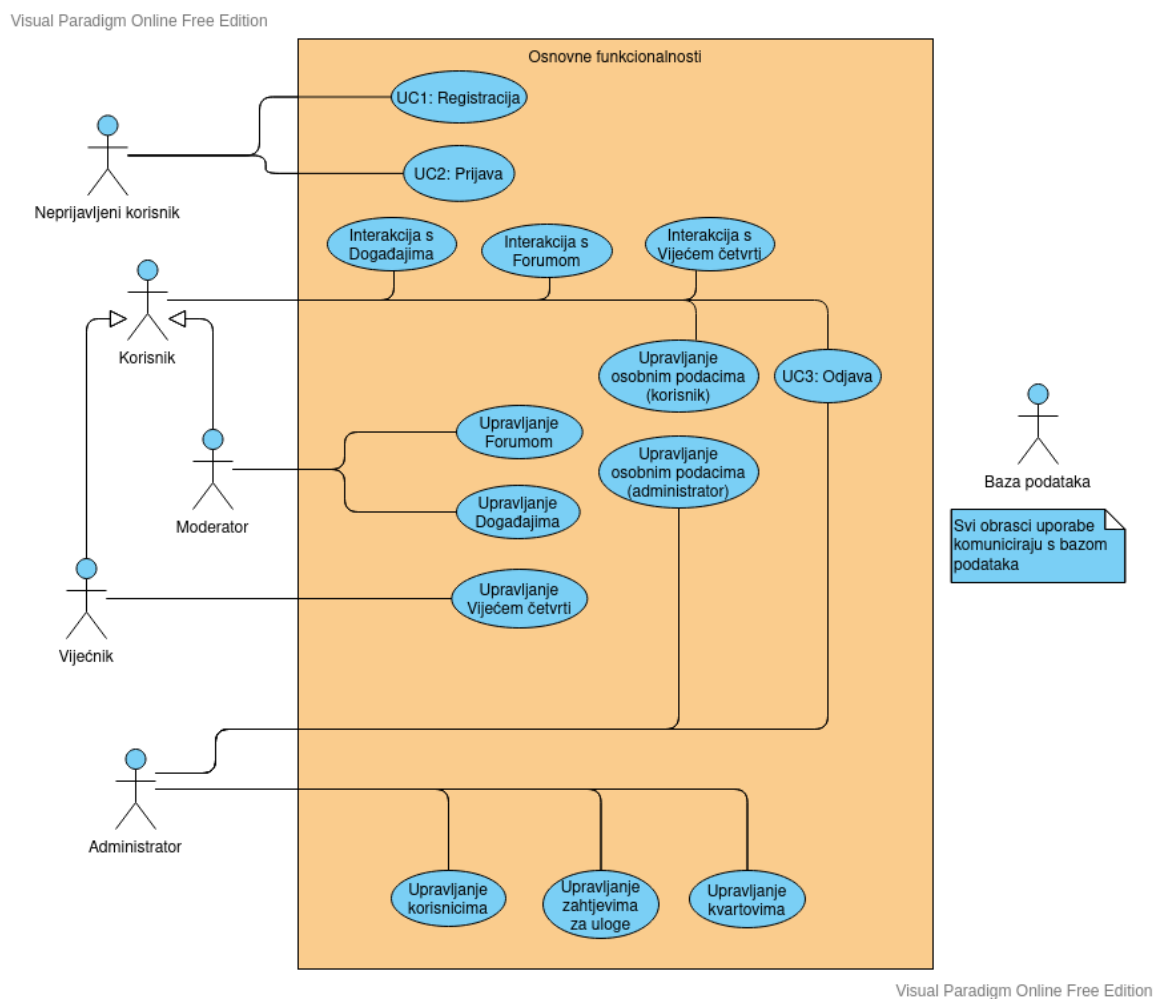 Visual Paradigm Online Free Edition
Osnovne funkcionalnosti
UC1: Registracija
UC2: Prijava
Neprijavljeni korisnik
Interakcija s
Događajima
Interakcija s
Forumom
Interakcija s
Vijećem četvrti
Korisnik
Upravljanje
osobnim podacima
(korisnik)
UC3: Odjava
Upravljanje
Forumom
Upravljanje
osobnim podacima
(administrator)
Moderator
Upravljanje
Događajima
Baza podataka
Svi obrasci uporabe
komuniciraju s bazom
podataka
Upravljanje
Vijećem četvrti
Vijećnik
Administrator
Upravljanje
korisnicima
Upravljanje
zahtjevima
za uloge
Upravljanje
kvartovima
Visual Paradigm Online Free Edition